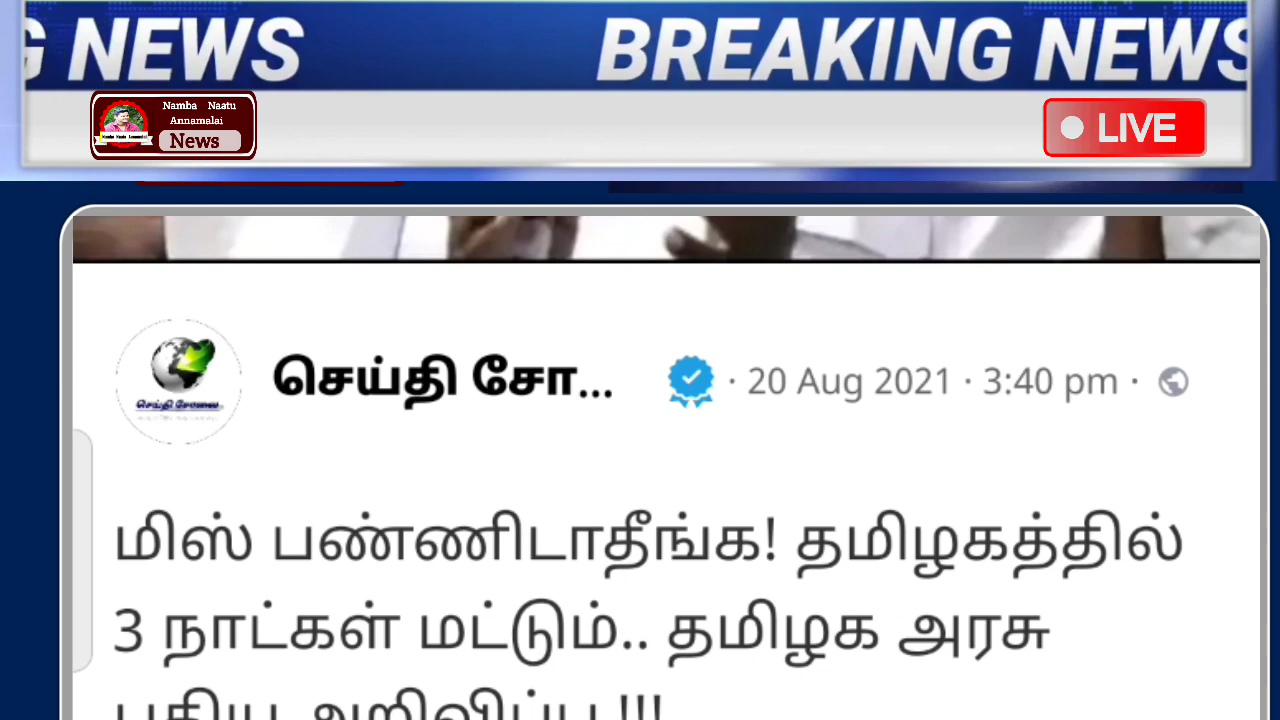 NEWS
BREAKING NEWS
Namba Naatu
Annamalai
News
LIVE
செய்தி சோ...
· 20 Aug 2021 · 3:40 pm ·
செய்தி சோலை
மிஸ் பண்ணிடாதீங்க! தமிழகத்தில்
3 நாட்கள் மட்டும்.. தமிழக அரசு
புதிய அறிவிப்பு!!!